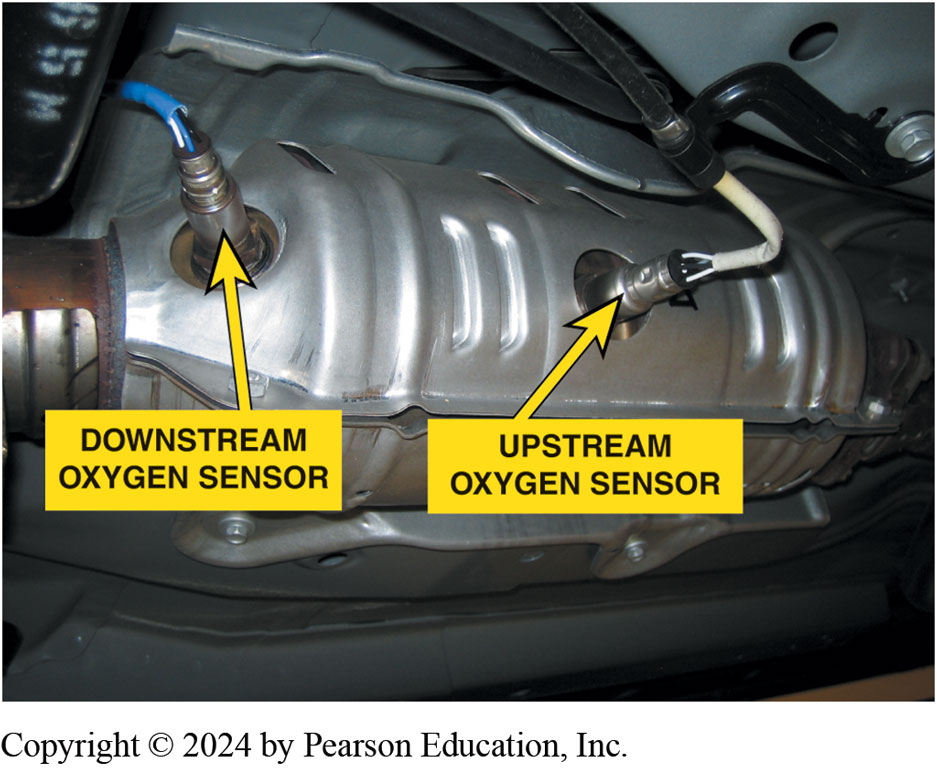 DOWNSTREAM
OXYGEN SENSOR
UPSTREAM
OXYGEN SENSOR
Copyright © 2024 by Pearson Education, Inc.